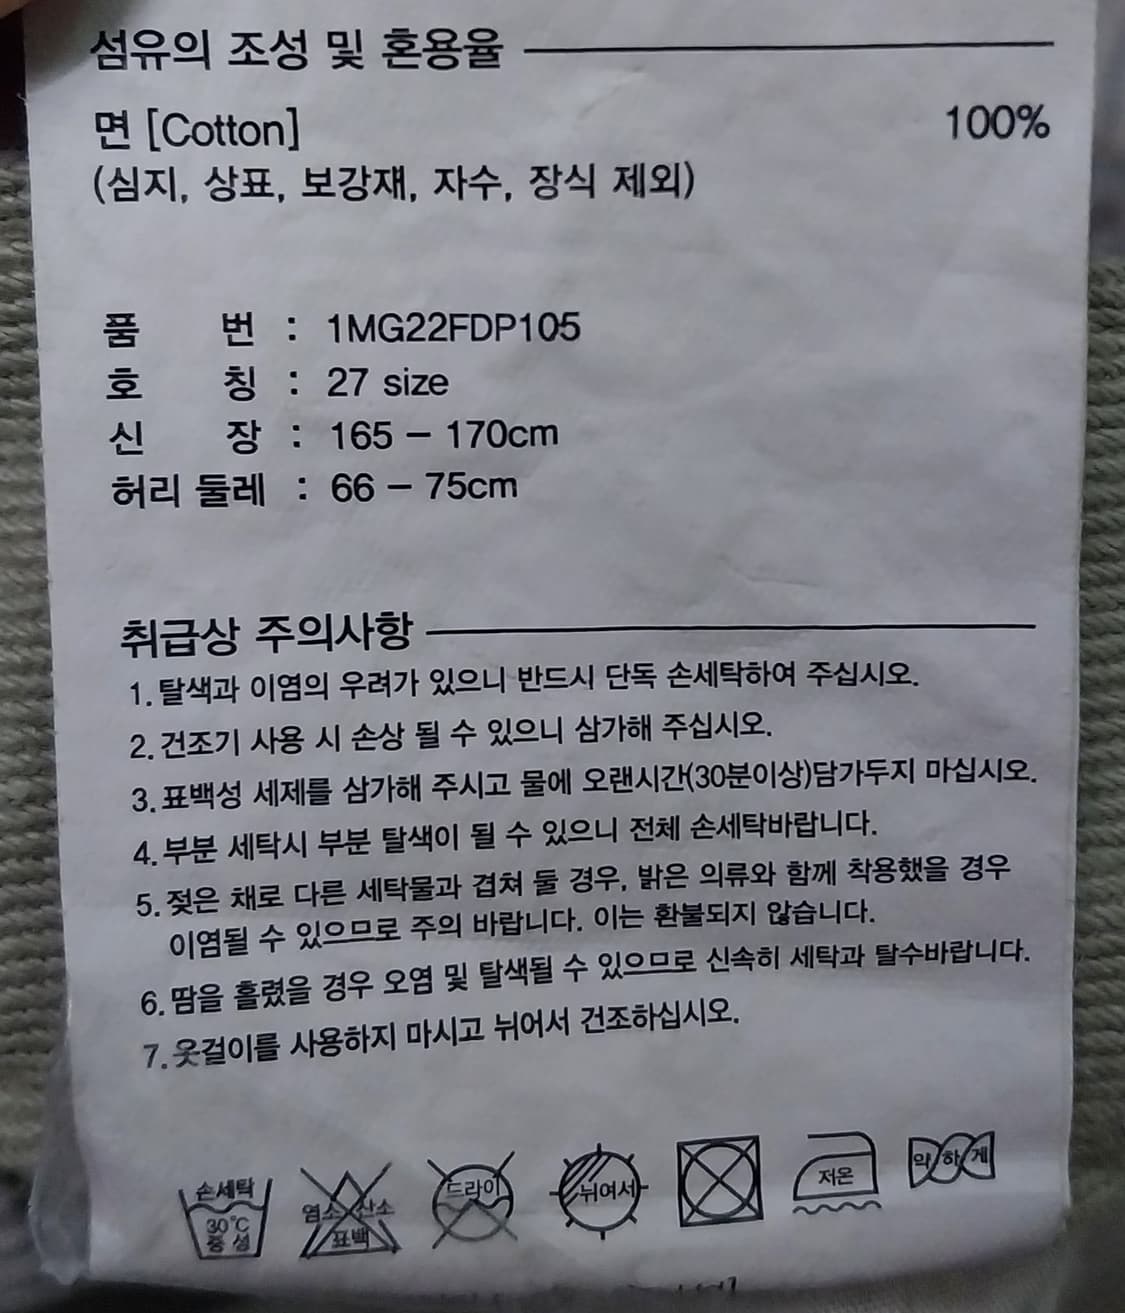 섬유의 조성 및 혼용율
면 [Cotton] 100%
(심지, 상표, 보강재, 자수, 장식 제외)
품 번 : 1MG22FDP105
호 칭 : 27 size
신 장 : 165 – 170cm
허리 둘레 : 66 – 75cm
취급상 주의사항
1. 탈색과 이염의 우려가 있으니 반드시 단독 손세탁하여 주십시오.
2. 건조기 사용 시 손상 될 수 있으니 삼가해 주십시오.
3. 표백성 세제를 삼가해 주시고 물에 오랜시간(30분이상)담가두지 마십시오.
4. 부분 세탁시 부분 탈색이 될 수 있으니 전체 손세탁바랍니다.
5. 젖은 채로 다른 세탁물과 겹쳐 둘 경우, 밝은 의류와 함께 착용했을 경우
이염될 수 있으므로 주의 바랍니다. 이는 환불되지 않습니다.
6. 땀을 흘렸을 경우 오염 및 탈색될 수 있으므로 신속히 세탁과 탈수바랍니다.
7. 옷걸이를 사용하지 마시고 뉘어서 건조하십시오.
손세탁 30℃ 중성
염소 산소 표백
드라이
뉘여서
저온
약하게